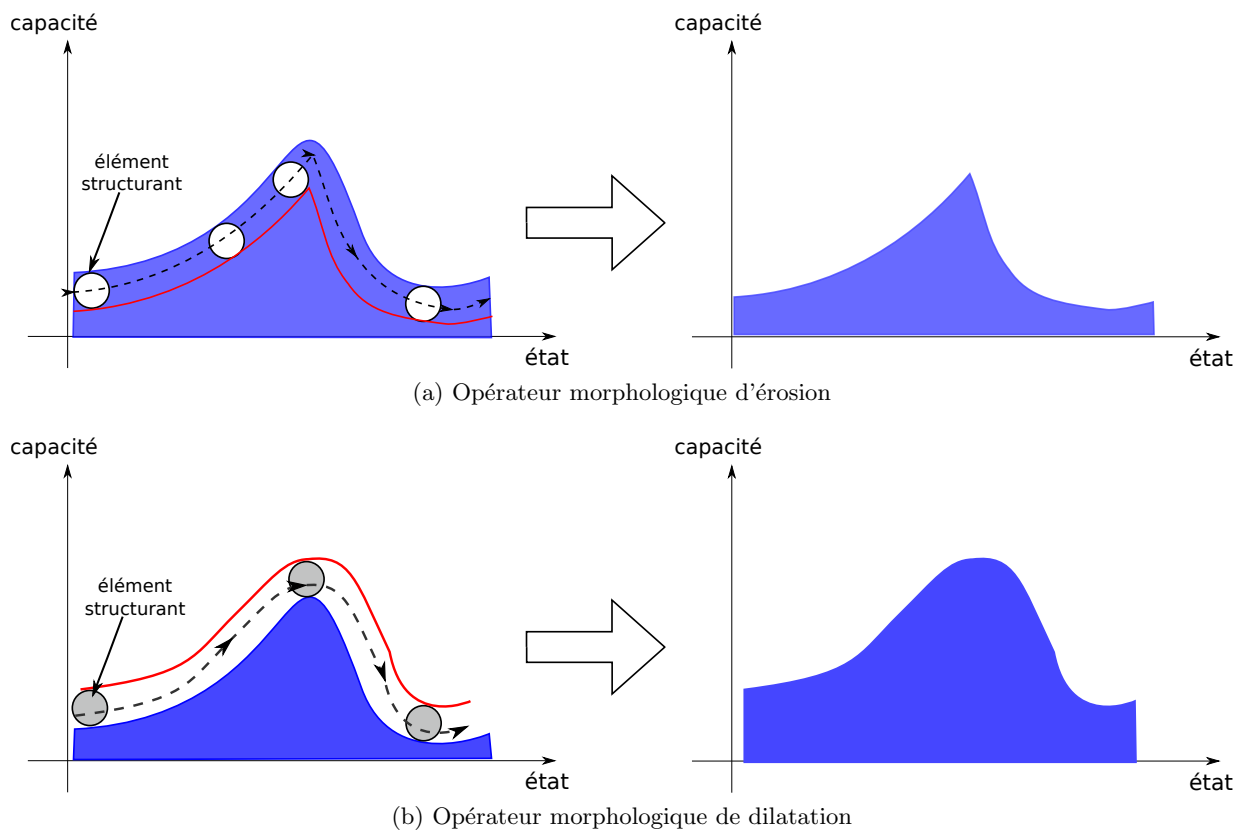 capacité
capacité
élément
structurant
état
état
(a) Opérateur morphologique d'érosion
capacité
capacité
élément
structurant
état
état
(b) Opérateur morphologique de dilatation